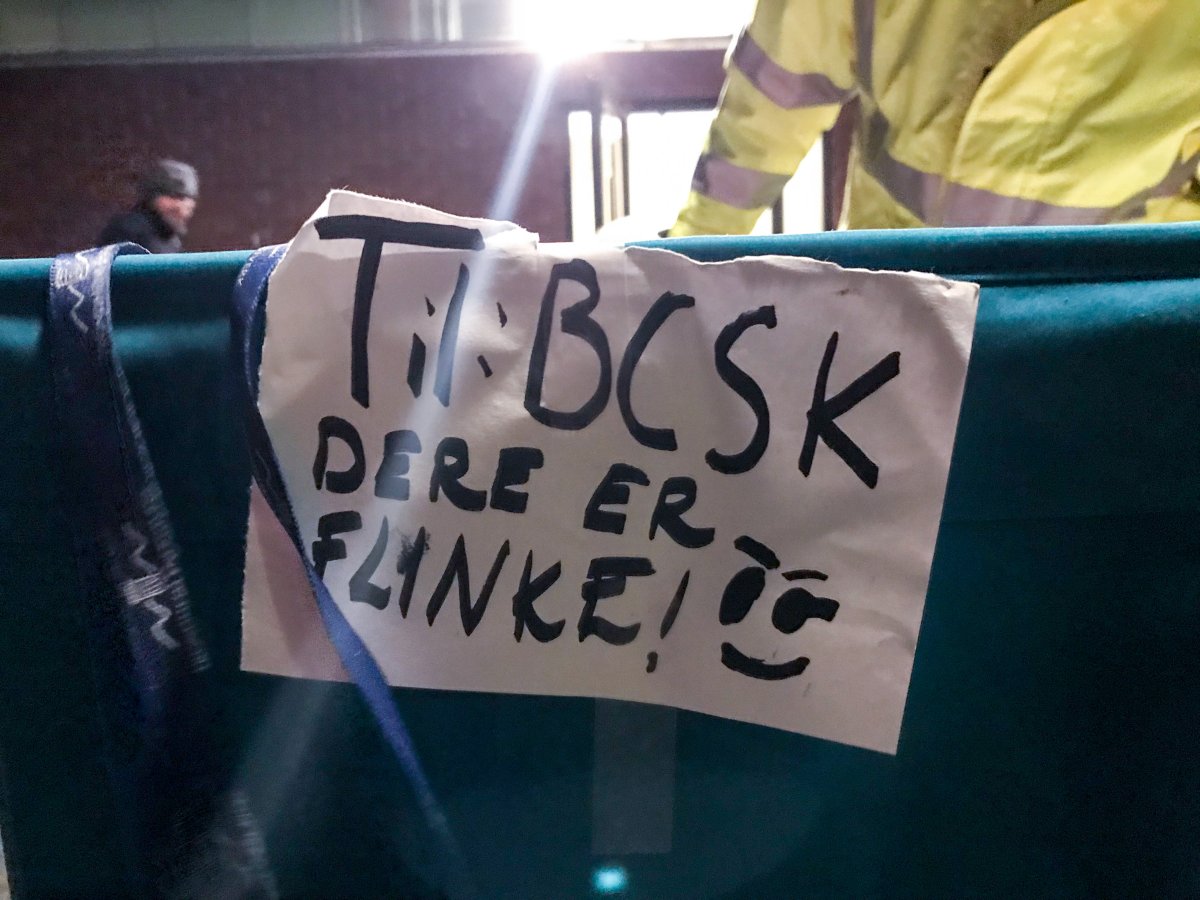 Til BCSK
DERE ER
FLINKE!